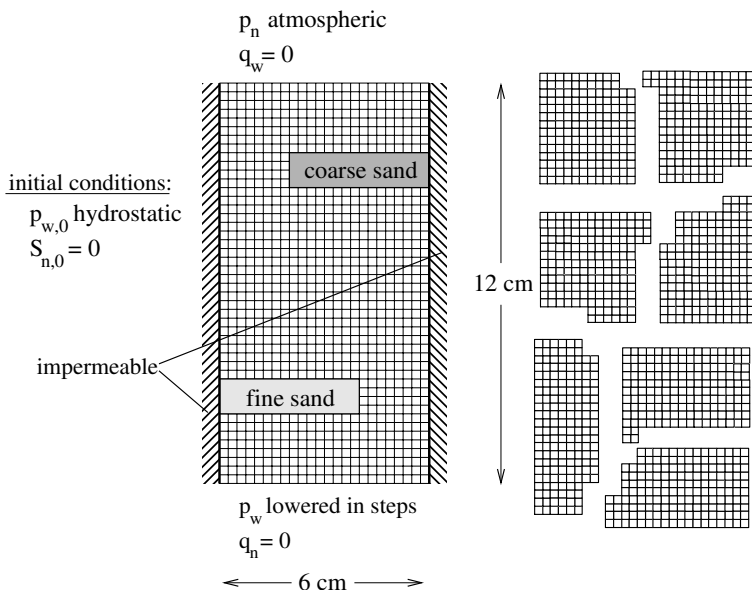 p_n atmospheric
q_w = 0
coarse sand
initial conditions:
p_w,0 hydrostatic
S_n,0 = 0
12 cm
impermeable
fine sand
p_w lowered in steps
q_n = 0
6 cm